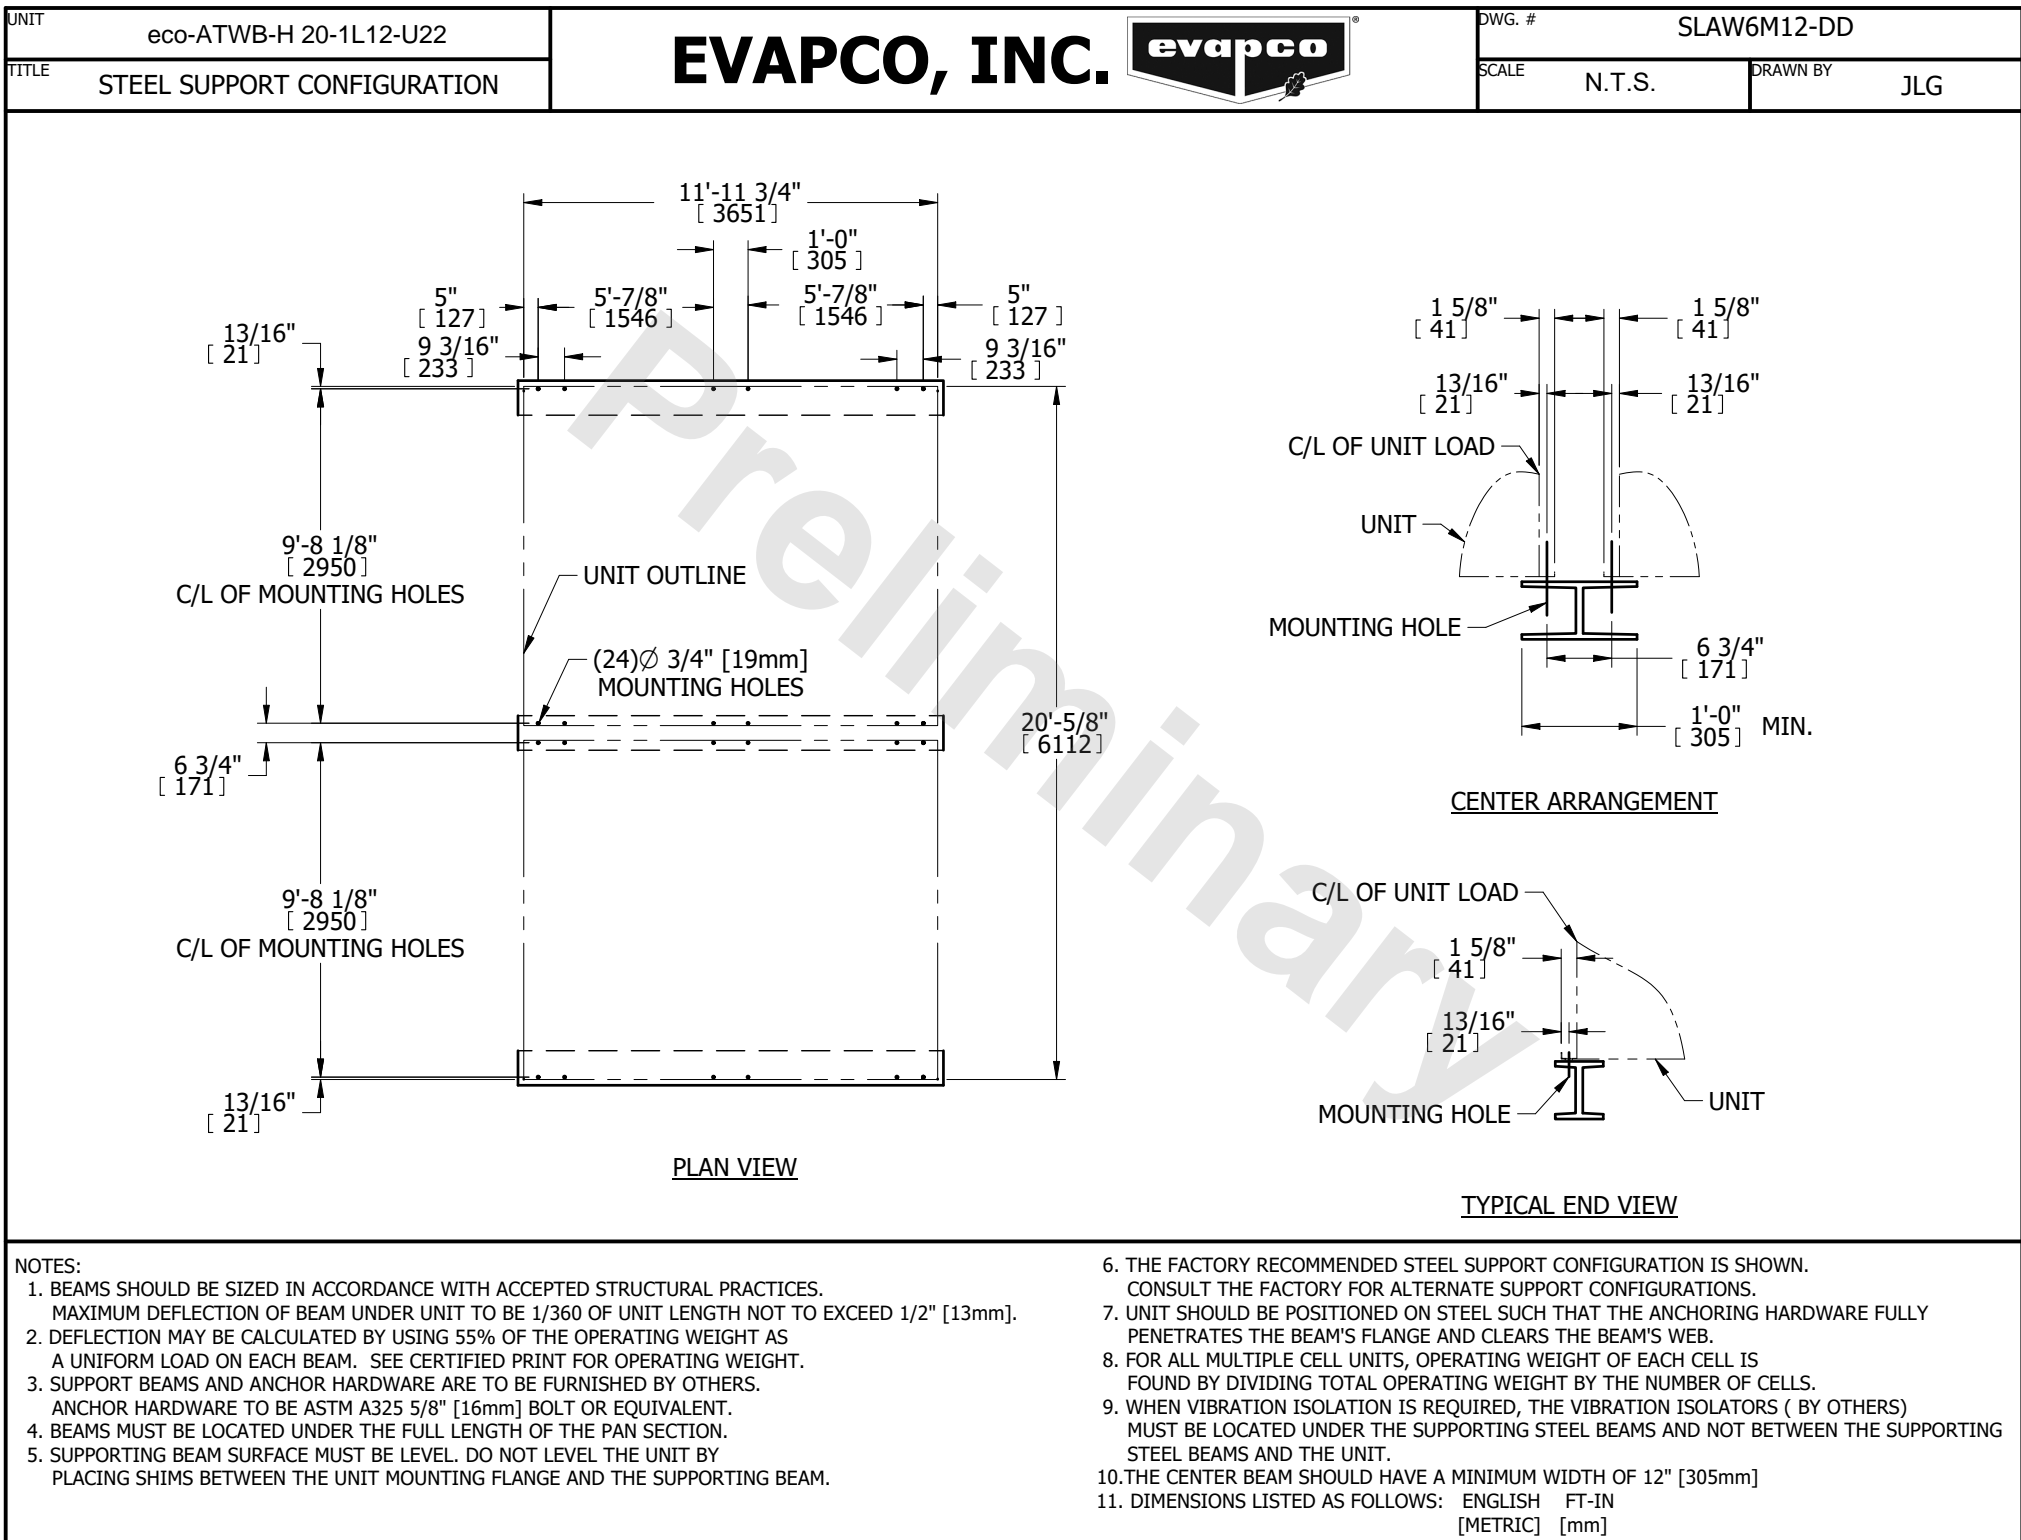 UNIT
eco-ATWB-H 20-1L12-U22
TITLE
STEEL SUPPORT CONFIGURATION
EVAPCO, INC.
evapco
®
DWG. #
SLAW6M12-DD
SCALE
N.T.S.
DRAWN BY
JLG
11'-11 3/4"
[ 3651]
1'-0"
[ 305 ]
5"
[ 127]
5'-7/8"
[ 1546 ]
5'-7/8"
[ 1546 ]
5"
[ 127 ]
13/16"
[ 21]
9 3/16"
[ 233 ]
9 3/16"
[ 233 ]
9'-8 1/8"
[ 2950]
C/L OF MOUNTING HOLES
UNIT OUTLINE
(24)Ø 3/4" [19mm]
MOUNTING HOLES
6 3/4"
[ 171]
20'-5/8"
[ 6112]
9'-8 1/8"
[ 2950]
C/L OF MOUNTING HOLES
13/16"
[ 21]
PLAN VIEW
Preliminary
1 5/8"
[ 41]
1 5/8"
[ 41]
13/16"
[ 21]
13/16"
[ 21]
C/L OF UNIT LOAD
UNIT
MOUNTING HOLE
6 3/4"
[ 171]
1'-0"
[ 305]
MIN.
CENTER ARRANGEMENT
C/L OF UNIT LOAD
1 5/8"
[ 41]
13/16"
[ 21]
MOUNTING HOLE
UNIT
TYPICAL END VIEW
NOTES:
1. BEAMS SHOULD BE SIZED IN ACCORDANCE WITH ACCEPTED STRUCTURAL PRACTICES.
MAXIMUM DEFLECTION OF BEAM UNDER UNIT TO BE 1/360 OF UNIT LENGTH NOT TO EXCEED 1/2" [13mm].
2. DEFLECTION MAY BE CALCULATED BY USING 55% OF THE OPERATING WEIGHT AS
A UNIFORM LOAD ON EACH BEAM. SEE CERTIFIED PRINT FOR OPERATING WEIGHT.
3. SUPPORT BEAMS AND ANCHOR HARDWARE ARE TO BE FURNISHED BY OTHERS.
ANCHOR HARDWARE TO BE ASTM A325 5/8" [16mm] BOLT OR EQUIVALENT.
4. BEAMS MUST BE LOCATED UNDER THE FULL LENGTH OF THE PAN SECTION.
5. SUPPORTING BEAM SURFACE MUST BE LEVEL. DO NOT LEVEL THE UNIT BY
PLACING SHIMS BETWEEN THE UNIT MOUNTING FLANGE AND THE SUPPORTING BEAM.
6. THE FACTORY RECOMMENDED STEEL SUPPORT CONFIGURATION IS SHOWN.
CONSULT THE FACTORY FOR ALTERNATE SUPPORT CONFIGURATIONS.
7. UNIT SHOULD BE POSITIONED ON STEEL SUCH THAT THE ANCHORING HARDWARE FULLY
PENETRATES THE BEAM'S FLANGE AND CLEARS THE BEAM'S WEB.
8. FOR ALL MULTIPLE CELL UNITS, OPERATING WEIGHT OF EACH CELL IS
FOUND BY DIVIDING TOTAL OPERATING WEIGHT BY THE NUMBER OF CELLS.
9. WHEN VIBRATION ISOLATION IS REQUIRED, THE VIBRATION ISOLATORS ( BY OTHERS)
MUST BE LOCATED UNDER THE SUPPORTING STEEL BEAMS AND NOT BETWEEN THE SUPPORTING
STEEL BEAMS AND THE UNIT.
10.THE CENTER BEAM SHOULD HAVE A MINIMUM WIDTH OF 12" [305mm]
11. DIMENSIONS LISTED AS FOLLOWS: ENGLISH FT-IN
[METRIC] [mm]